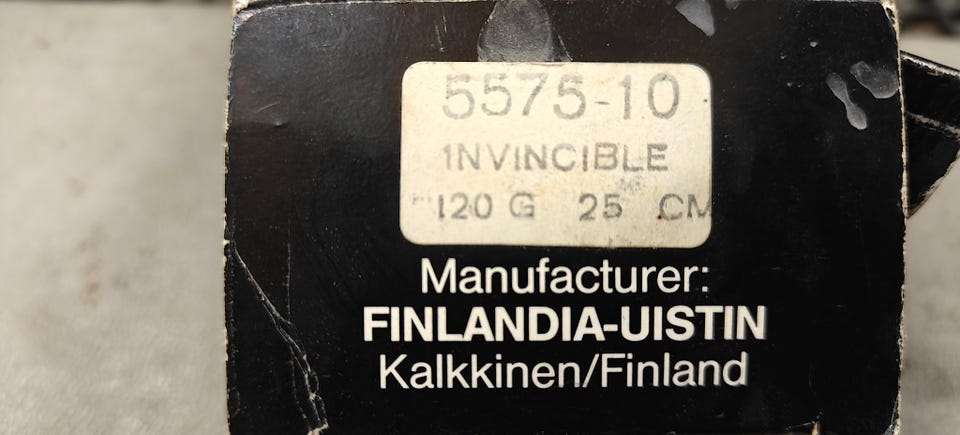 5575-10
INVINCIBLE
120 G 25 CM
Manufacturer:
FINLANDIA-UISTIN
Kalkkinen/Finland